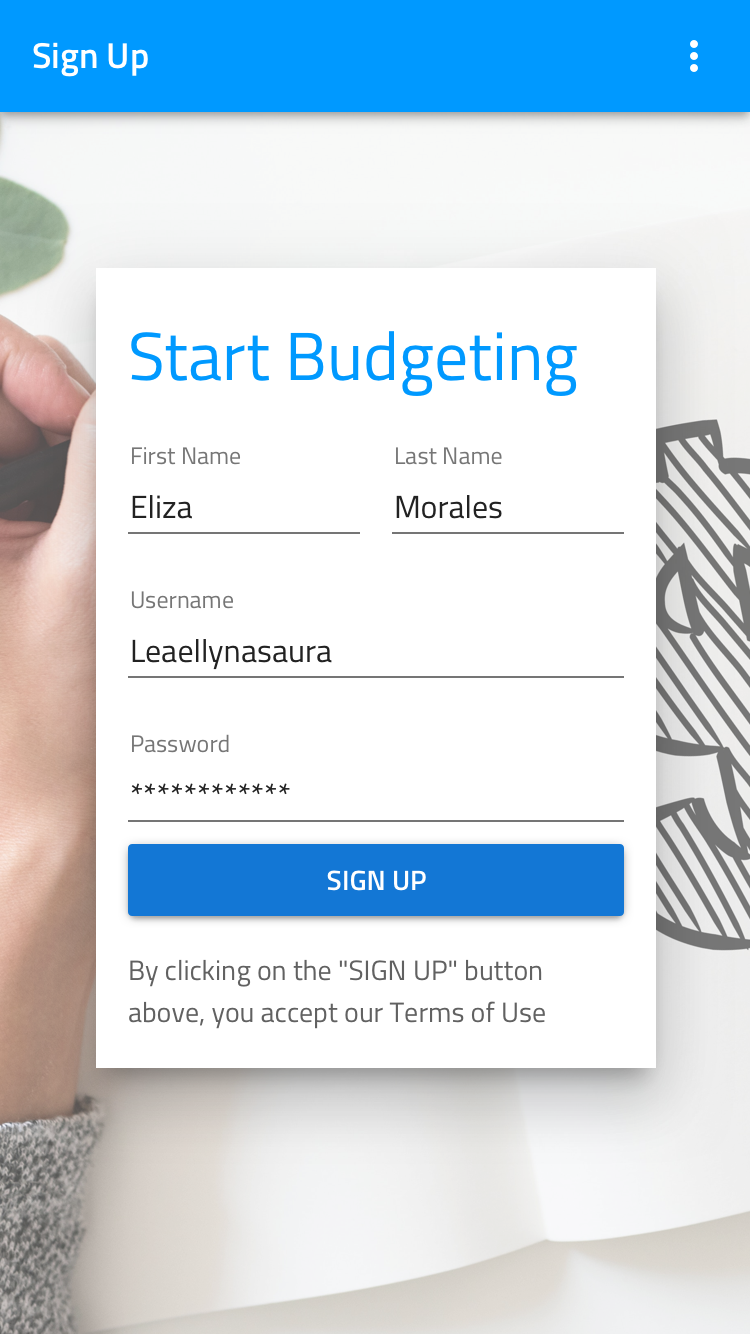 Sign Up
Start Budgeting
First Name
Last Name
Eliza
Morales
Username
Leaellynasaura
Password
************
SIGN UP
By clicking on the "SIGN UP" button
above, you accept our Terms of Use